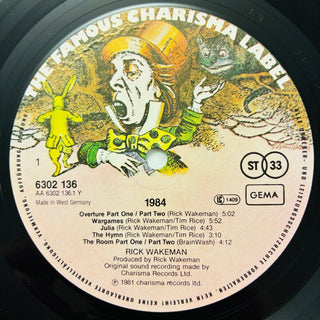 THE FAMOUS CHARISMA LABEL
1
ST 33
6302 136
AA 6302 136.1 Y
Made in West Germany
1984
LC 1409
GEMA
Overture Part One / Part Two (Rick Wakeman) 5:02
Wargames (Rick Wakeman/Tim Rice) 5:12
Julia (Rick Wakeman/Tim Rice) 4:43
The Hymn (Rick Wakeman/Tim Rice) 3:09
The Room Part One / Part Two (BrainWash) 4:12
RICK WAKEMAN
Produced by Rick Wakeman
Original sound recording made by
Charisma Records Ltd.
℗ 1981 charisma records Ltd.